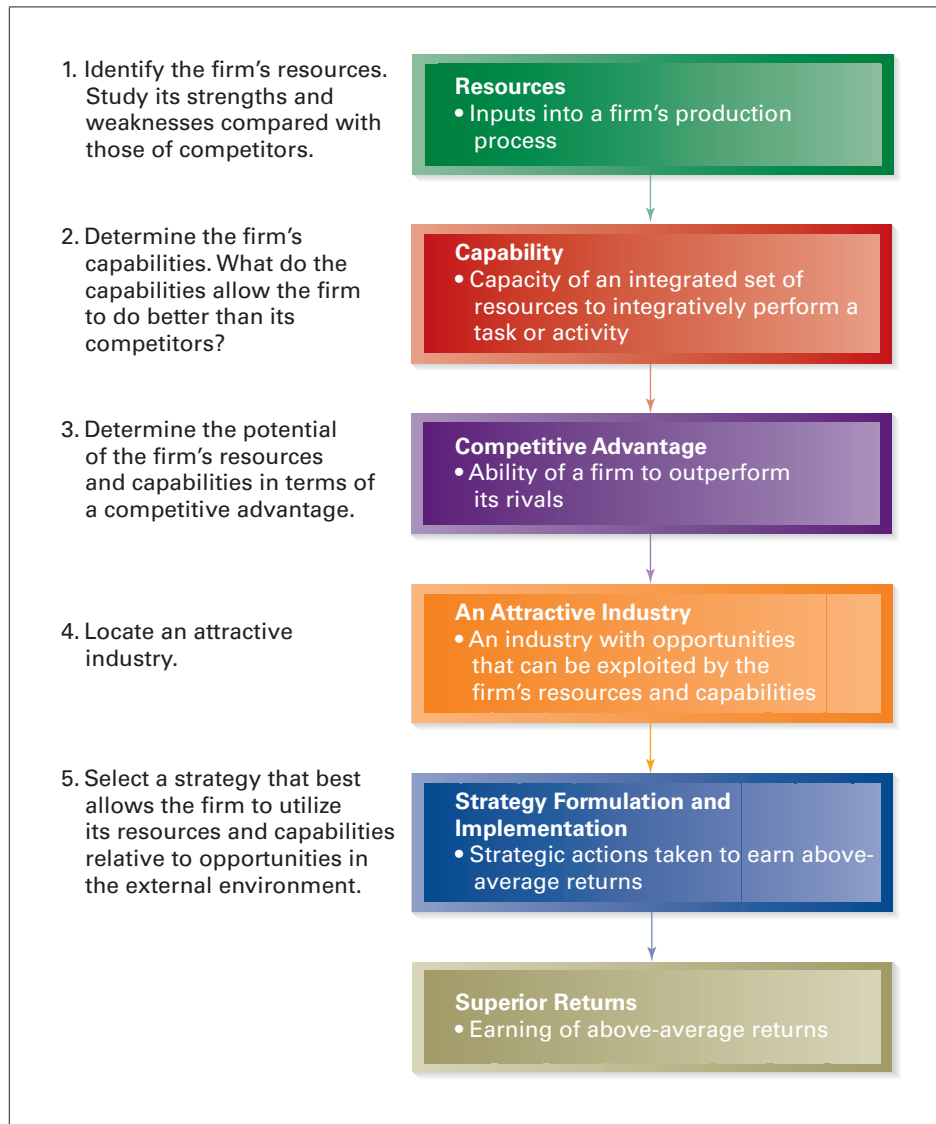 1. Identify the firm's resources.
Study its strengths and
weaknesses compared with
those of competitors.
Resources
• Inputs into a firm's production
process
2. Determine the firm's
capabilities. What do the
capabilities allow the firm
to do better than its
competitors?
Capability
• Capacity of an integrated set of
resources to integratively perform a
task or activity
3. Determine the potential
of the firm's resources
and capabilities in terms of
a competitive advantage.
Competitive Advantage
• Ability of a firm to outperform
its rivals
4. Locate an attractive
industry.
An Attractive Industry
• An industry with opportunities
that can be exploited by the
firm's resources and capabilities
5. Select a strategy that best
allows the firm to utilize
its resources and capabilities
relative to opportunities in
the external environment.
Strategy Formulation and
Implementation
• Strategic actions taken to earn above-
average returns
Superior Returns
• Earning of above-average returns